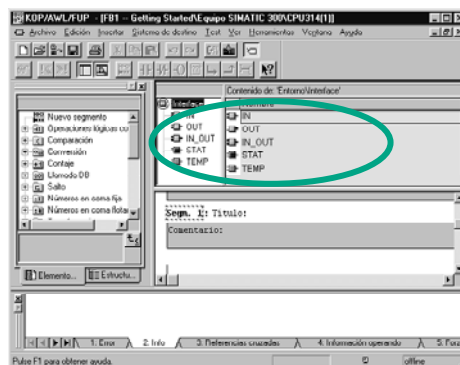 KOP/AWL/FUP - [FB1 -- Getting Started\Equipo SIMATIC 300\CPU314(1)]
Archivo Edición Insertar Sistema de destino Test Ver Herramientas Ventana Ayuda
Contenido de: 'Entorno\Interface'
Interface
IN
OUT
IN_OUT
STAT
TEMP
Nombre
IN
OUT
IN_OUT
STAT
TEMP
Nuevo segmento
Operaciones lógicas co
Comparación
Conversión
Contaje
Llamada DB
Salto
Números en coma fija
Números en coma flota
Elemento...
Estructu...
Segm. 1: Título:
Comentario:
1: Error
2: Info
3: Referencias cruzadas
4: Información operando
5: Forz
Pulse F1 para obtener ayuda.
offline